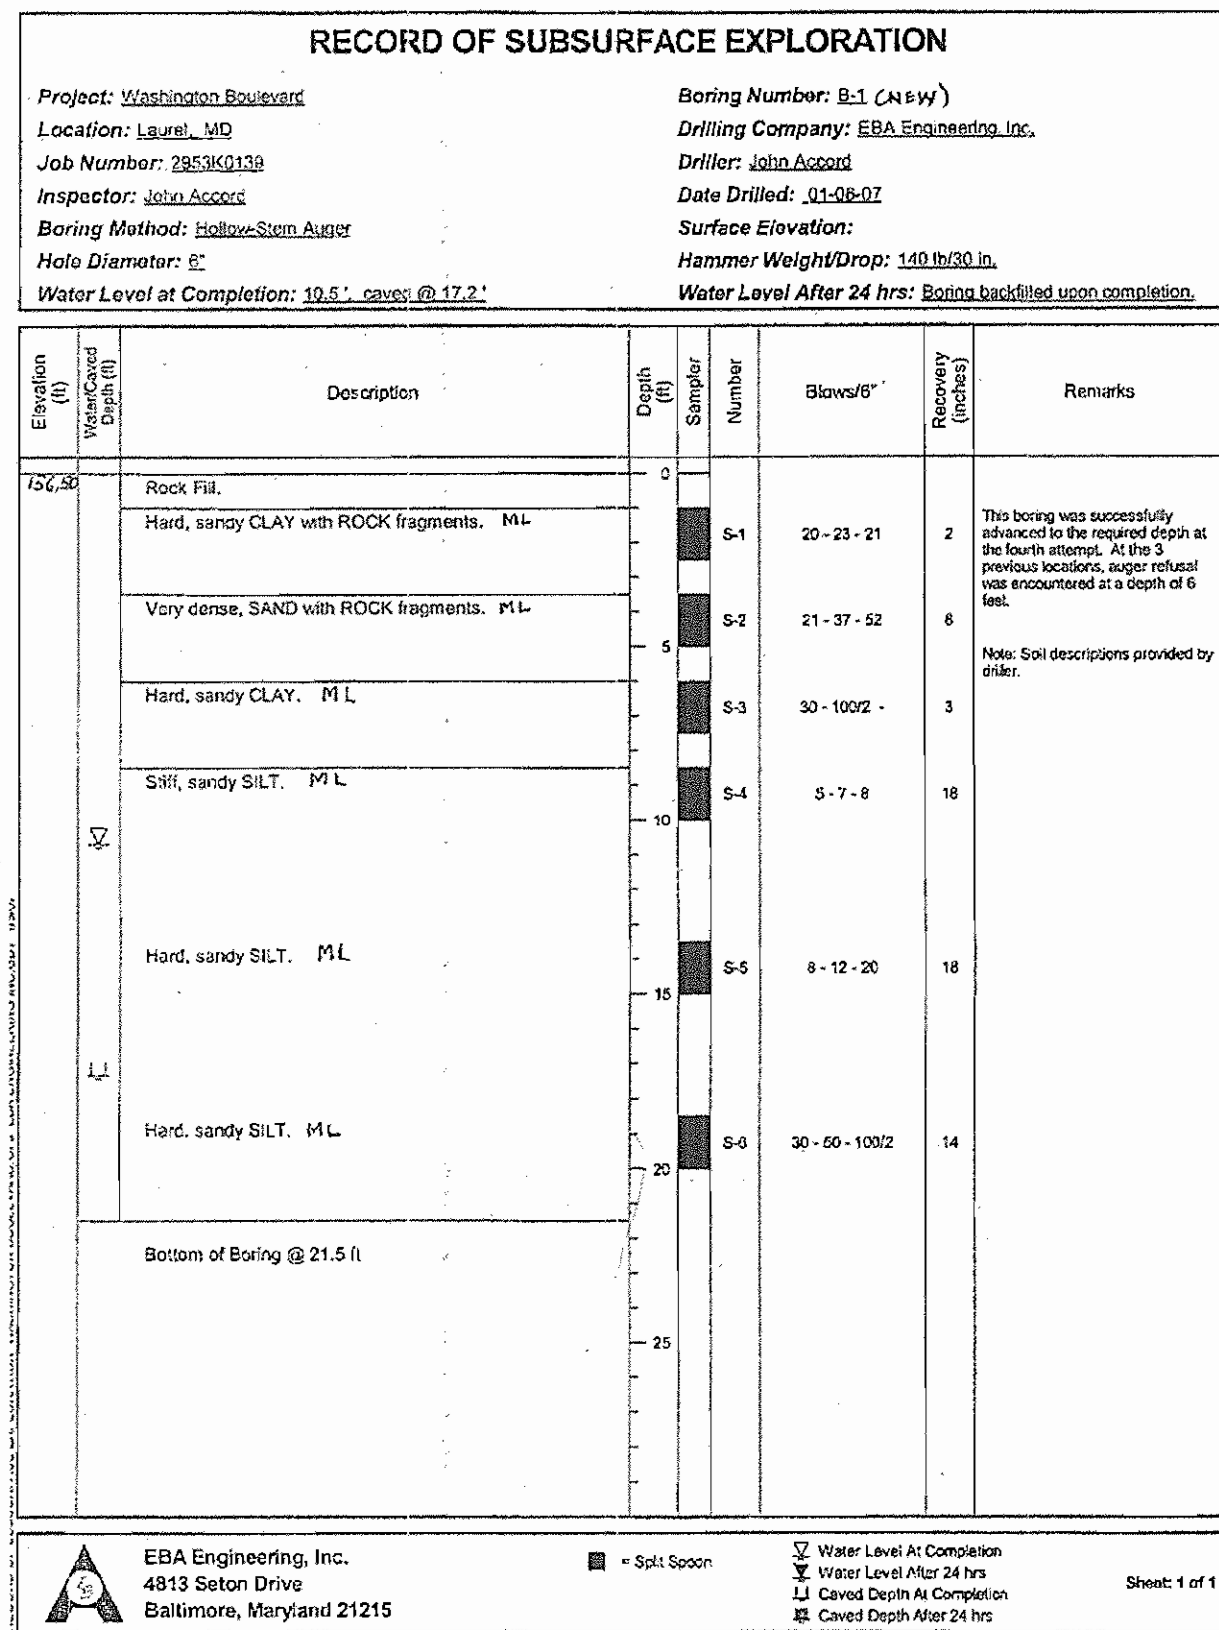 RECORD OF SUBSURFACE EXPLORATION
Project: Washington Boulevard
Boring Number: B-1 (NEW)
Location: Laurel, MD
Drilling Company: EBA Engineering, Inc.
Job Number: 2953K0139
Driller: John Accord
Inspector: John Accord
Date Drilled: 01-06-07
Boring Method: Hollow-Stem Auger
Surface Elevation:
Hole Diameter: 6"
Hammer Weight/Drop: 140 lb/30 in.
Water Level at Completion: 10.5', caved @ 17.2'
Water Level After 24 hrs: Boring backfilled upon completion.
Elevation (ft)
Water/Caved Depth (ft)
Description
Depth (ft)
Sampler
Number
Blows/6"
Recovery (inches)
Remarks
156.50
0
Rock Fill.
Hard, sandy CLAY with ROCK fragments. ML
S-1 20 - 23 - 21 2
This boring was successfully
advanced to the required depth at
the fourth attempt. At the 3
previous locations, auger refusal
was encountered at a depth of 6
feet.
Very dense, SAND with ROCK fragments. ML
S-2 21 - 37 - 52 8
5
Note: Soil descriptions provided by
driller.
Hard, sandy CLAY. ML
S-3 30 - 100/2 - 3
Stiff, sandy SILT. ML
S-4 5 - 7 - 8 18
10
Hard, sandy SILT. ML
S-5 8 - 12 - 20 18
15
Hard, sandy SILT. ML
S-6 30 - 50 - 100/2 14
20
Bottom of Boring @ 21.5 ft
25
EBA Engineering, Inc.
4813 Seton Drive
Baltimore, Maryland 21215
= Split Spoon
Water Level At Completion
Water Level After 24 hrs
Caved Depth At Completion
Caved Depth After 24 hrs
Sheet: 1 of 1